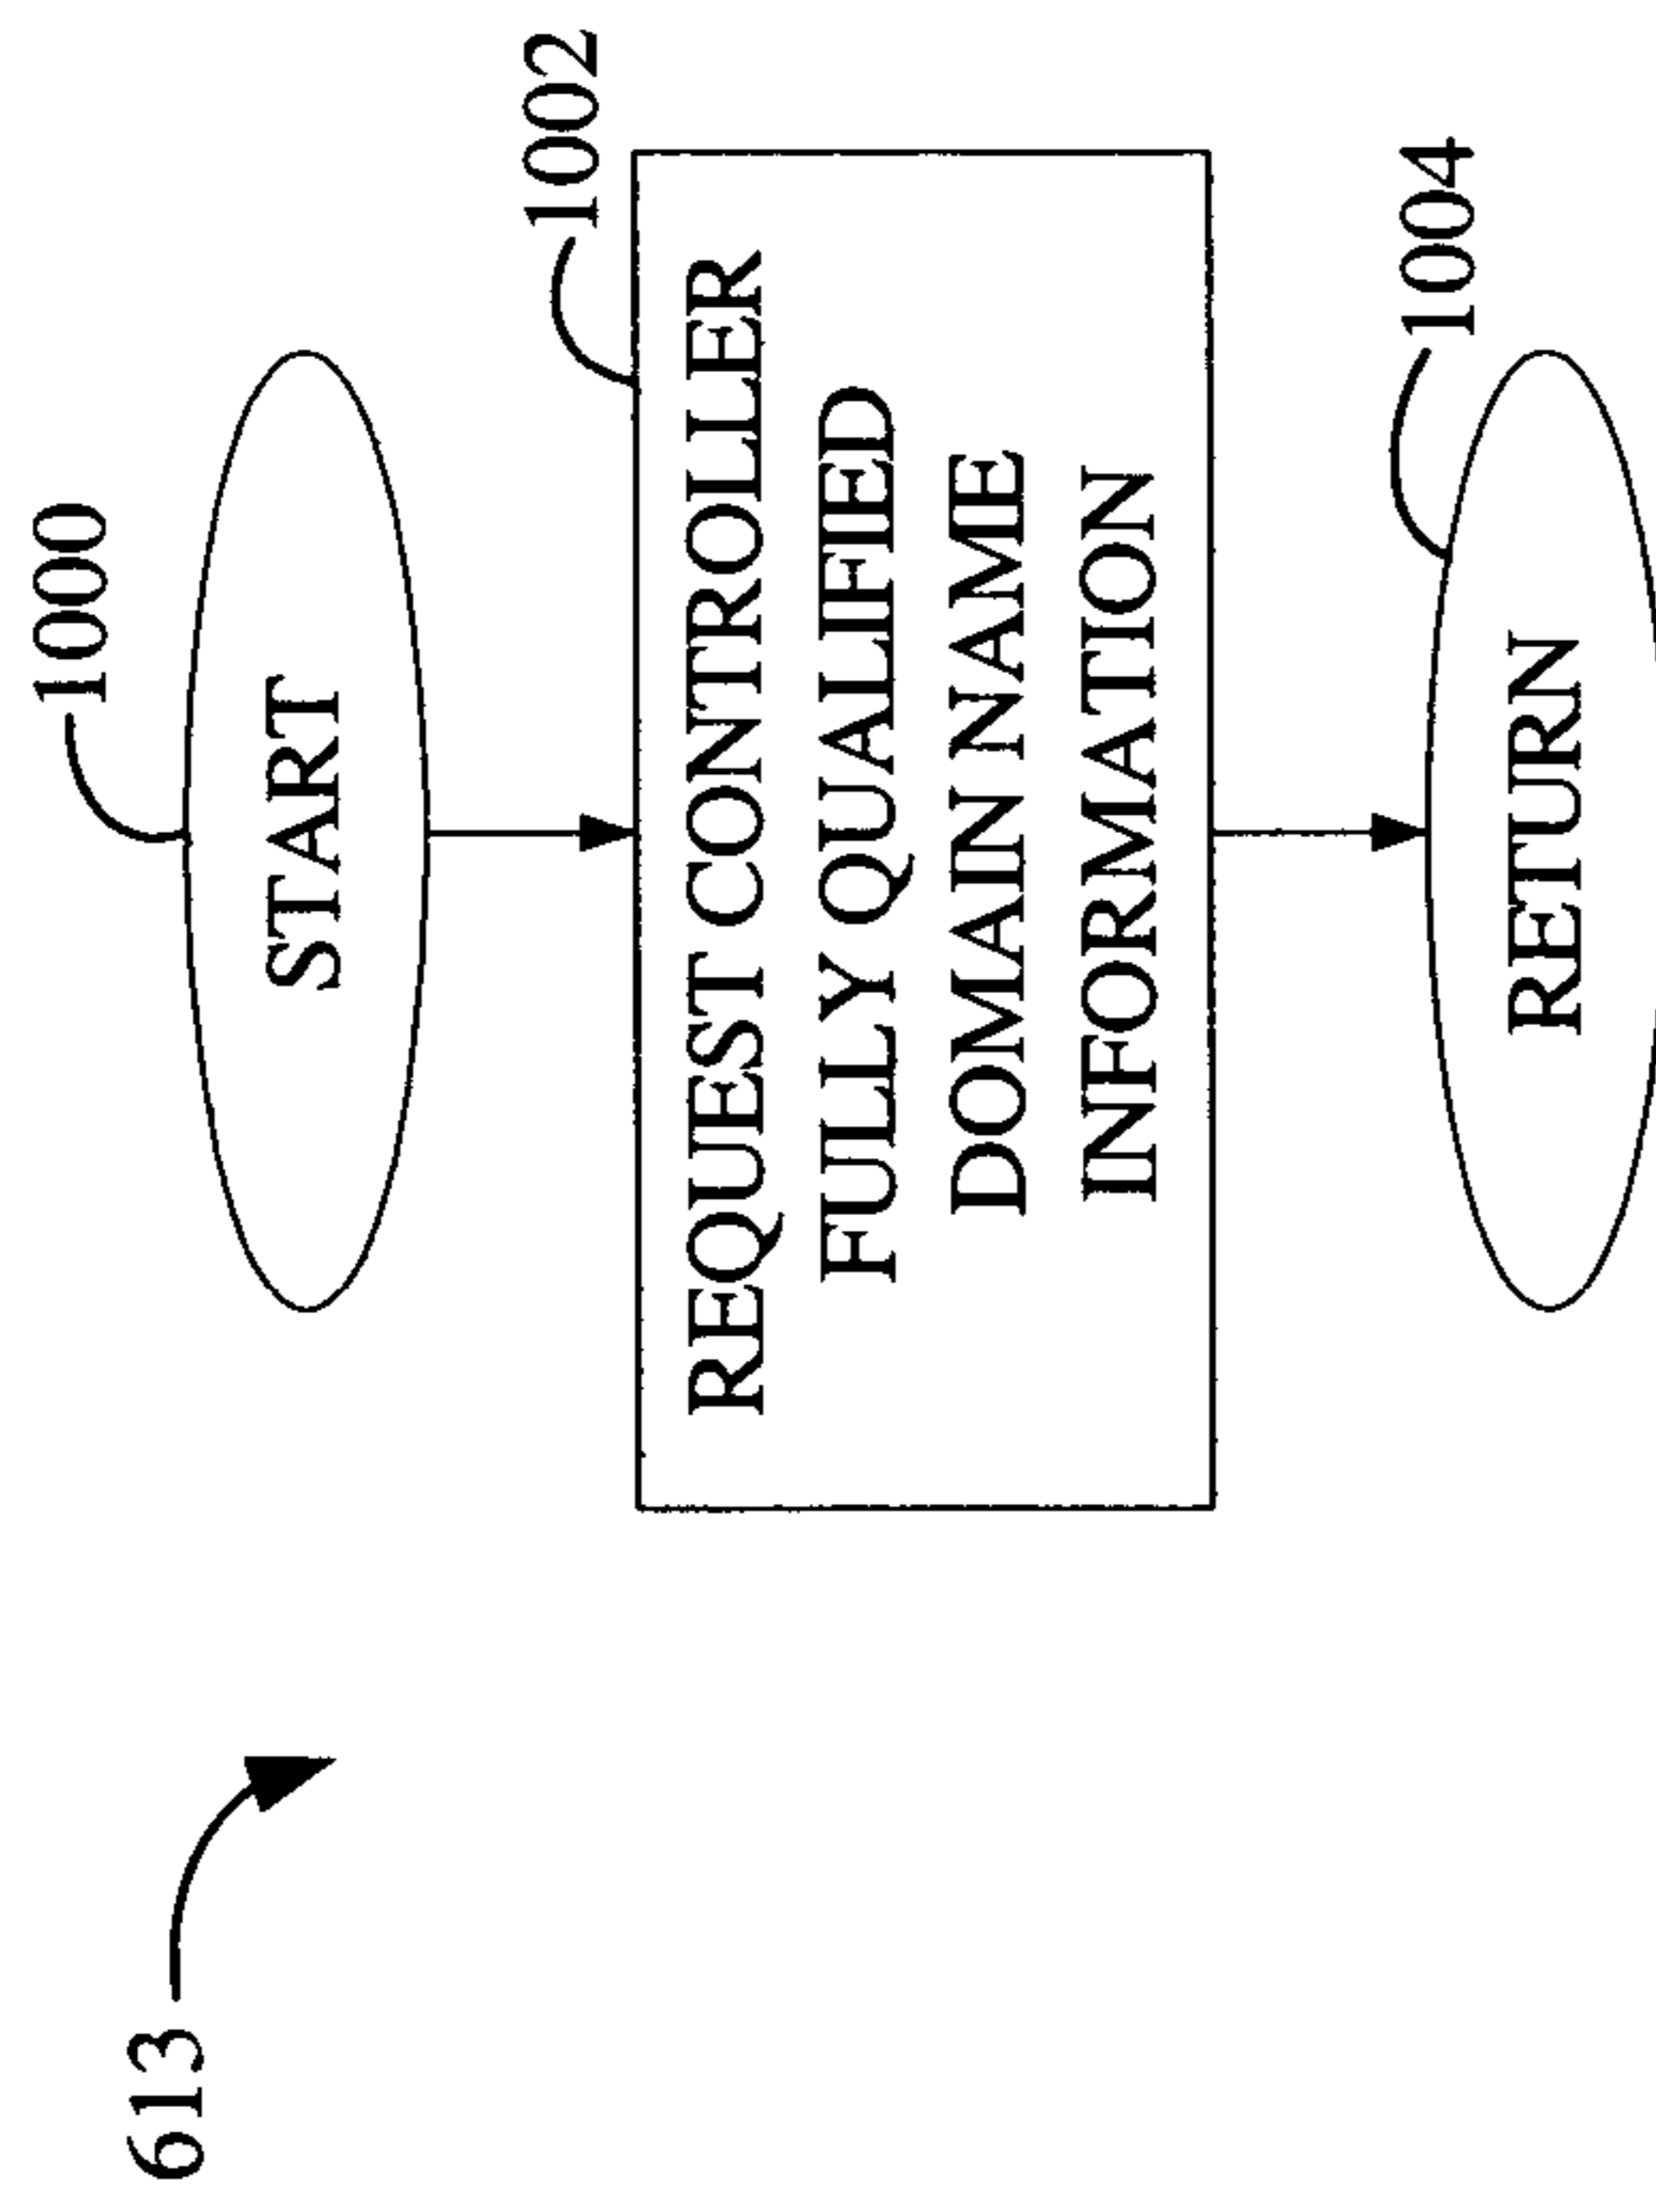 613
1000
START
1002
REQUEST CONTROLLER
FULLY QUALIFIED
DOMAIN NAME
INFORMATION
1004
RETURN